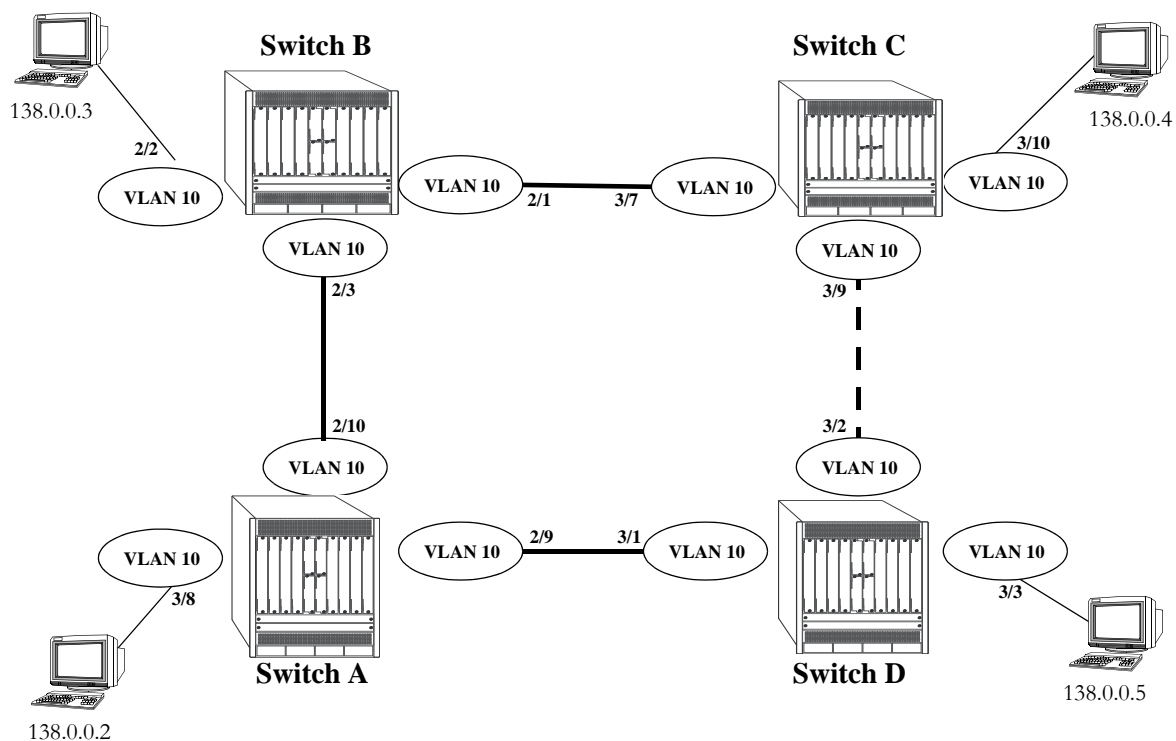 Switch B
Switch C
138.0.0.3
138.0.0.4
2/2
3/10
VLAN 10
VLAN 10
2/1
3/7
VLAN 10
VLAN 10
VLAN 10
VLAN 10
2/3
3/9
2/10
3/2
VLAN 10
VLAN 10
VLAN 10
3/8
VLAN 10
2/9
3/1
VLAN 10
VLAN 10
3/3
Switch A
Switch D
138.0.0.2
138.0.0.5